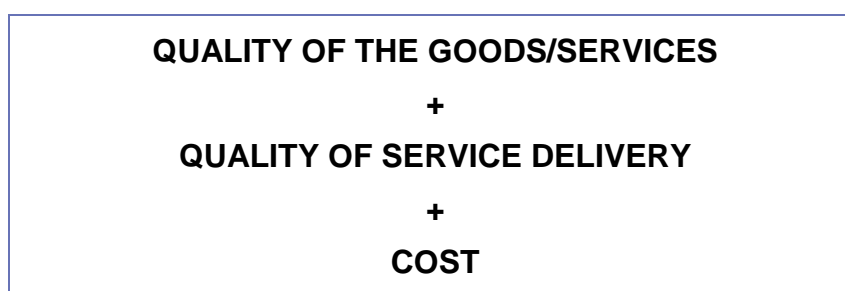 QUALITY OF THE GOODS/SERVICES
+
QUALITY OF SERVICE DELIVERY
+
COST